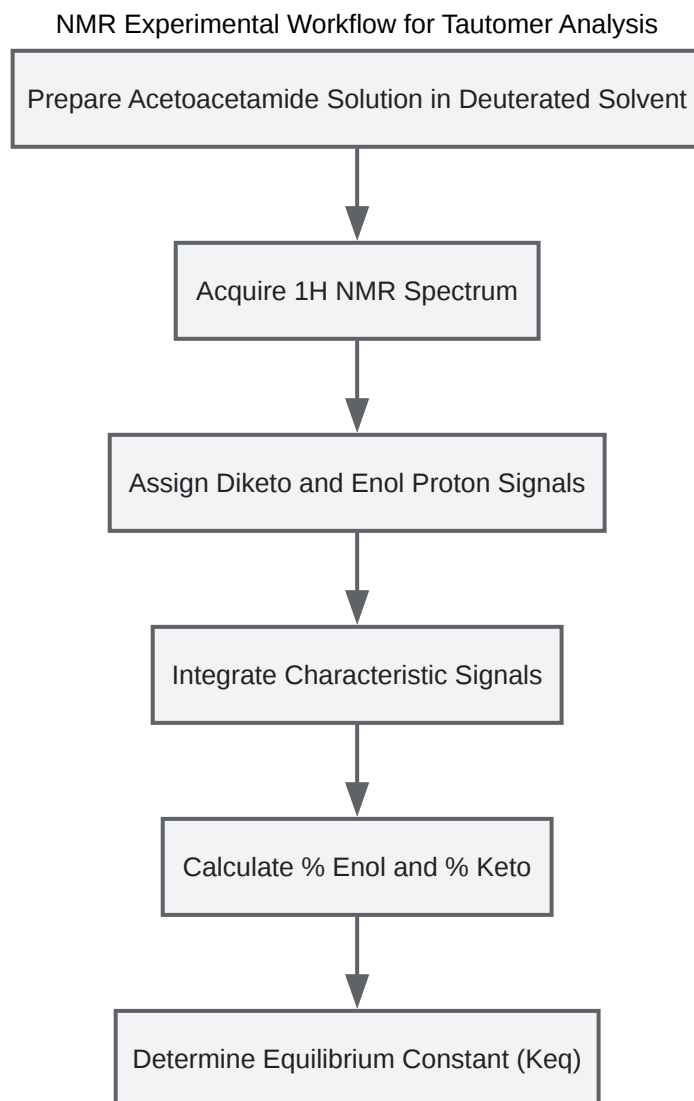 NMR Experimental Workflow for Tautomer Analysis
Prepare Acetoacetamide Solution in Deuterated Solvent
Acquire 1H NMR Spectrum
Assign Diketo and Enol Proton Signals
Integrate Characteristic Signals
Calculate % Enol and % Keto
Determine Equilibrium Constant (Keq)